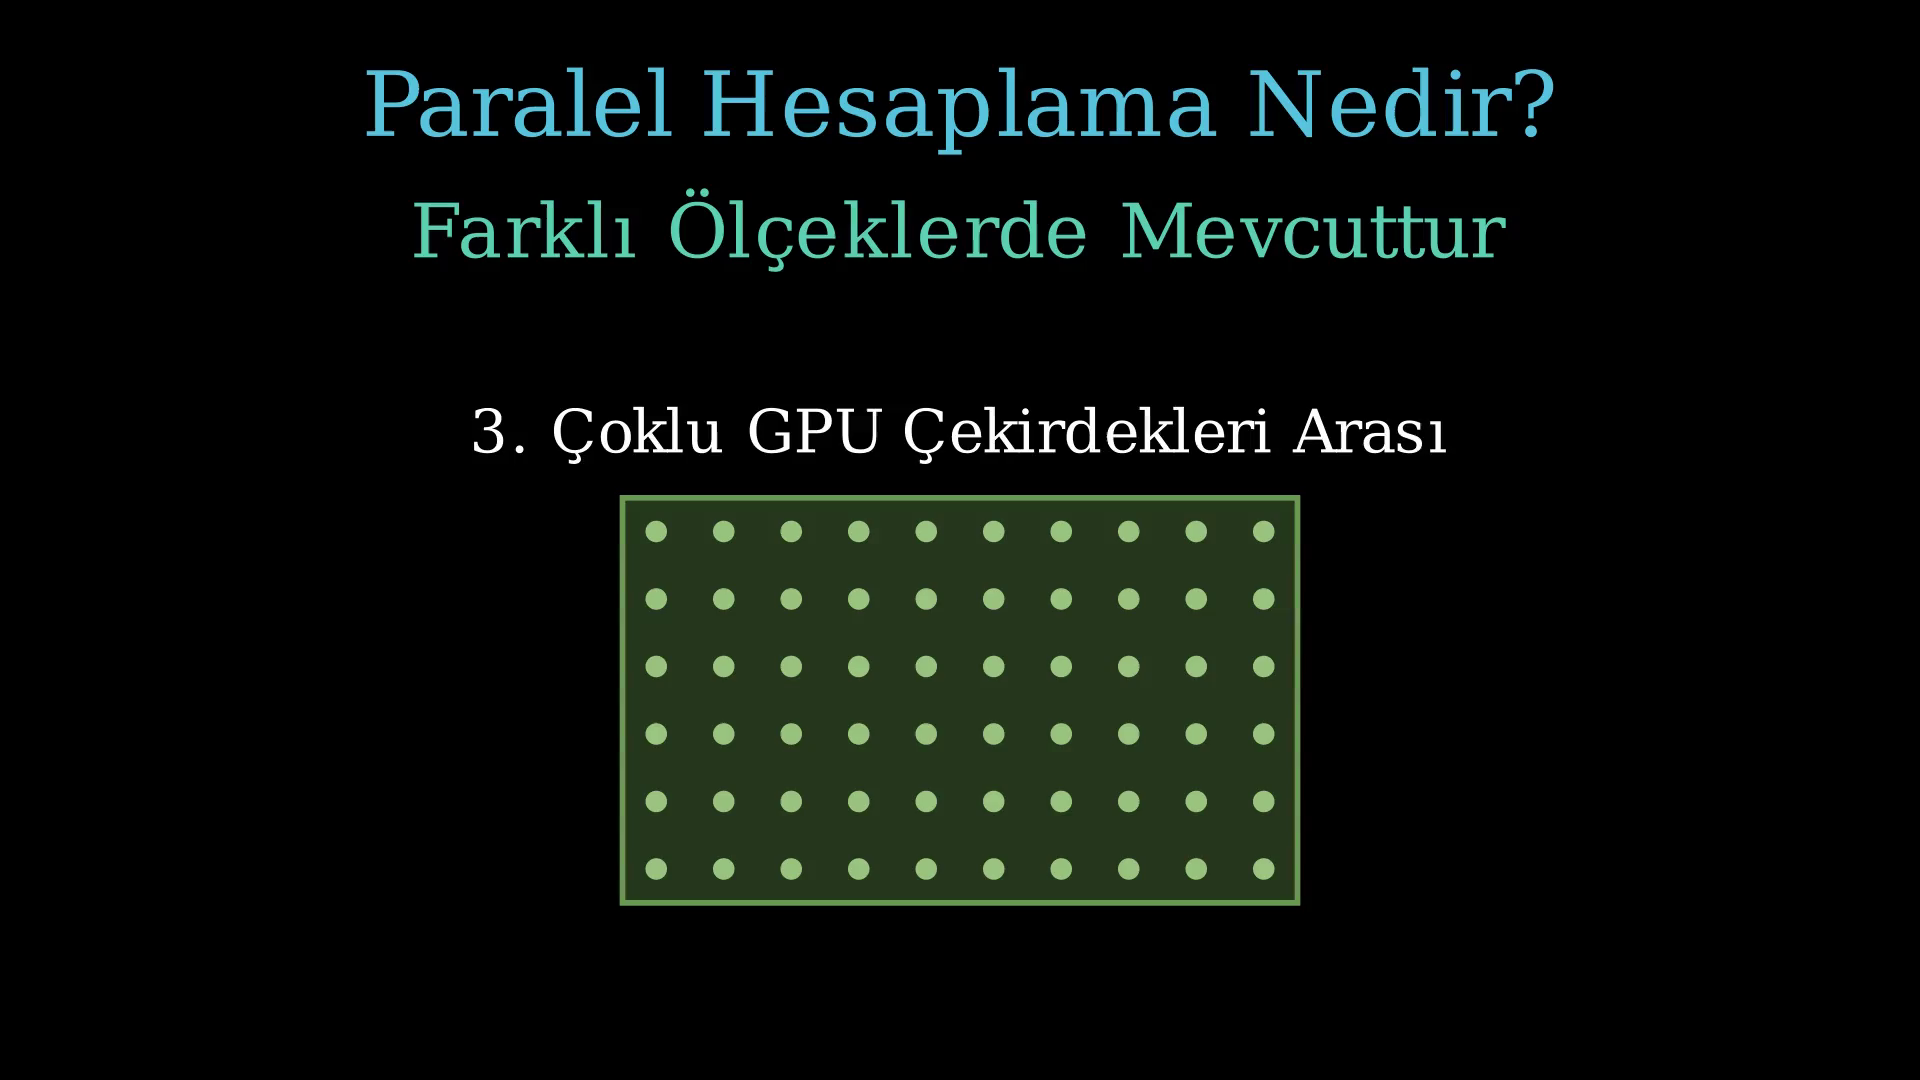 Paralel Hesaplama Nedir?
Farklı Ölçeklerde Mevcuttur
3. Çoklu GPU Çekirdekleri Arası